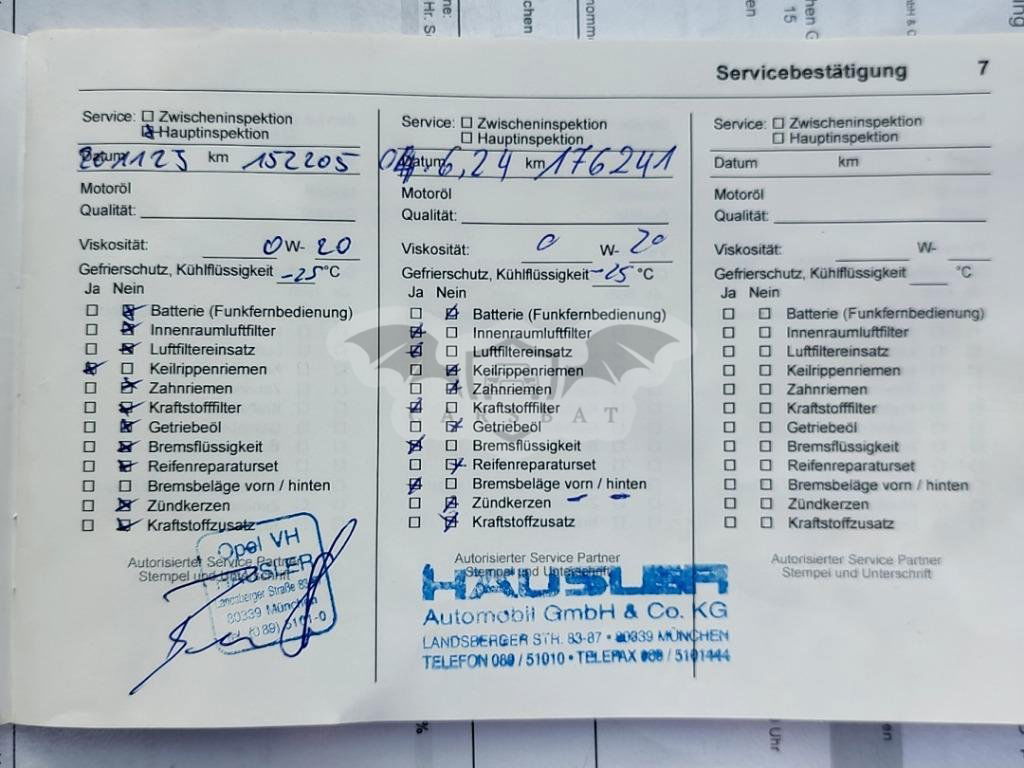 Servicebestätigung 7
Service: Zwischeninspektion
Hauptinspektion
Datum 201123 km 152205
Motoröl
Qualität:
Viskosität: 0 W- 20
Gefrierschutz, Kühlflüssigkeit -25 °C
Ja Nein
Batterie (Funkfernbedienung)
Innenraumluftfilter
Luftfiltereinsatz
Keilrippenriemen
Zahnriemen
Kraftstofffilter
Getriebeöl
Bremsflüssigkeit
Reifenreparaturset
Bremsbeläge vorn / hinten
Zündkerzen
Kraftstoffzusatz
Autorisierter Service Partner
Stempel und Unterschrift
Opel VH
Landsberger Straße 83
80339 München
Service: Zwischeninspektion
Hauptinspektion
Datum 6,24 km 176241
Motoröl
Qualität:
Viskosität: 0 W- 20
Gefrierschutz, Kühlflüssigkeit -25 °C
Ja Nein
Batterie (Funkfernbedienung)
Innenraumluftfilter
Luftfiltereinsatz
Keilrippenriemen
Zahnriemen
Kraftstofffilter
Getriebeöl
Bremsflüssigkeit
Reifenreparaturset
Bremsbeläge vorn / hinten
Zündkerzen
Kraftstoffzusatz
Autorisierter Service Partner
Stempel und Unterschrift
HÄUSLER
Automobil GmbH & Co. KG
LANDSBERGER STR. 83-87 • 80339 MÜNCHEN
TELEFON 089 / 51010 • TELEFAX 089 / 5101444
Service: Zwischeninspektion
Hauptinspektion
Datum km
Motoröl
Qualität:
Viskosität: W-
Gefrierschutz, Kühlflüssigkeit °C
Ja Nein
Batterie (Funkfernbedienung)
Innenraumluftfilter
Luftfiltereinsatz
Keilrippenriemen
Zahnriemen
Kraftstofffilter
Getriebeöl
Bremsflüssigkeit
Reifenreparaturset
Bremsbeläge vorn / hinten
Zündkerzen
Kraftstoffzusatz
Autorisierter Service Partner
Stempel und Unterschrift
CARSBAT
Uhr
%